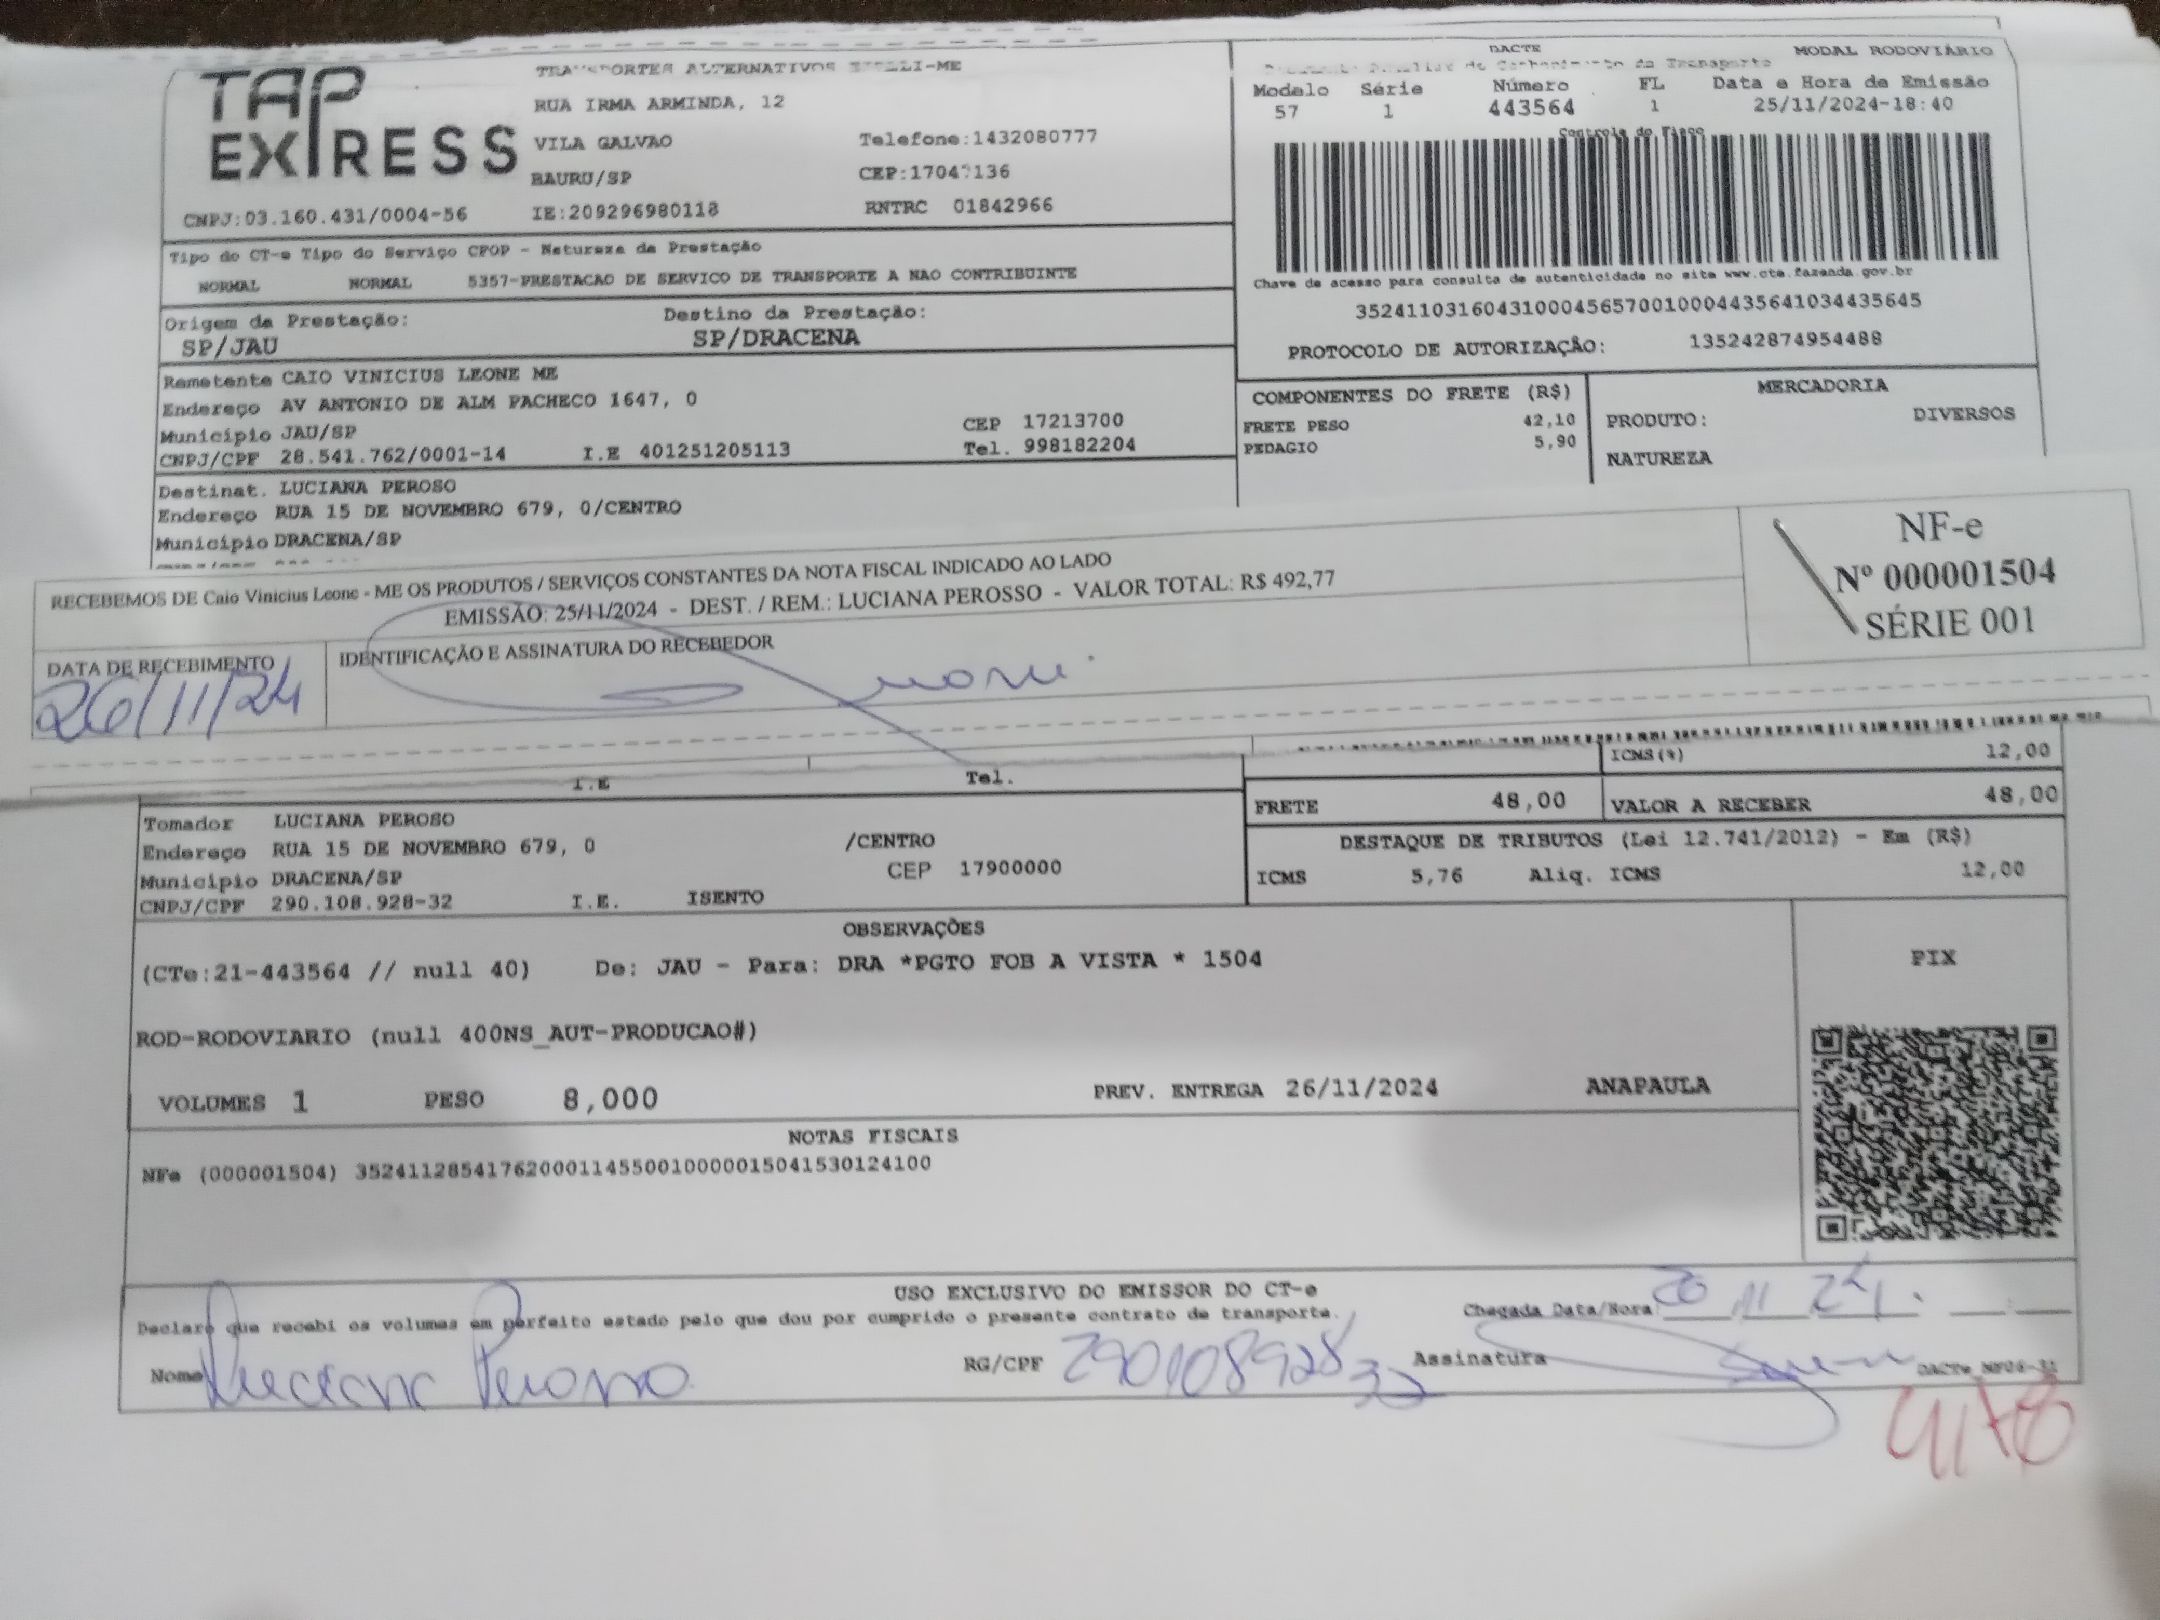 TAP EXPRESS
TRANSPORTES ALTERNATIVOS
RUA IRMA ARMINDA, 12
VILA GALVAO Telefone:1432080777
BAURU/SP
CNPJ:03.160.431/0004-56 IE:209296980118 RNTRC 01842966
DACTE MODAL RODOVIÁRIO
Modelo Série Número FL Data e Hora de Emissão
57 1 443564 1 25/11/2024-18:40
Controle do Fisco
Chave de acesso para consulta de autenticidade no site www.cte.fazenda.gov.br
35241103160431000456570010004435641034435645
PROTOCOLO DE AUTORIZAÇÃO: 135242874954488
Tipo do CT-e Tipo do Serviço CFOP - Natureza da Prestação
NORMAL NORMAL 5357-PRESTACAO DE SERVICO DE TRANSPORTE A NAO CONTRIBUINTE
Origem da Prestação: Destino da Prestação:
SP/JAU SP/DRACENA
Remetente CAIO VINICIUS LEONE ME
Endereço AV ANTONIO DE ALM PACHECO 1647, 0
Município JAU/SP CEP 17213700
CNPJ/CPF 28.541.762/0001-14 I.E 401251205113 Tel. 998182204
COMPONENTES DO FRETE (R$)
FRETE PESO 42,10
PEDAGIO 5,90
MERCADORIA
PRODUTO: DIVERSOS
NATUREZA
Destinat. LUCIANA PEROSO
Endereço RUA 15 DE NOVEMBRO 679, 0/CENTRO
Município DRACENA/SP
RECEBEMOS DE Caio Vinicius Leone - ME OS PRODUTOS / SERVIÇOS CONSTANTES DA NOTA FISCAL INDICADO AO LADO
EMISSÃO: 25/11/2024 - DEST. / REM.: LUCIANA PEROSSO - VALOR TOTAL: R$ 492,77
NF-e
Nº 000001504
SÉRIE 001
DATA DE RECEBIMENTO IDENTIFICAÇÃO E ASSINATURA DO RECEBEDOR
26/11/24
I.E Tel.
ICMS(%) 12,00
FRETE 48,00 VALOR A RECEBER 48,00
Tomador LUCIANA PEROSO
Endereço RUA 15 DE NOVEMBRO 679, 0 /CENTRO
Município DRACENA/SP CEP 17900000
CNPJ/CPF 290.108.928-32 I.E. ISENTO
DESTAQUE DE TRIBUTOS (Lei 12.741/2012) - Em (R$)
ICMS 5,76 Aliq. ICMS 12,00
OBSERVAÇÕES
(CTe:21-443564 // null 40) De: JAU - Para: DRA *PGTO FOB A VISTA * 1504
ROD-RODOVIARIO (null 400NS_AUT-PRODUCAO#)
PIX
VOLUMES 1 PESO 8,000 PREV. ENTREGA 26/11/2024 ANAPAULA
NOTAS FISCAIS
NFe (000001504) 35241128541762000114550010000015041530124100
USO EXCLUSIVO DO EMISSOR DO CT-e
Declaro que recebi os volumes em perfeito estado pelo que dou por cumprido o presente contrato de transporte.
Chegada Data/Hora 26 11 24
Nome Luciana Perosso RG/CPF 290108928 32 Assinatura